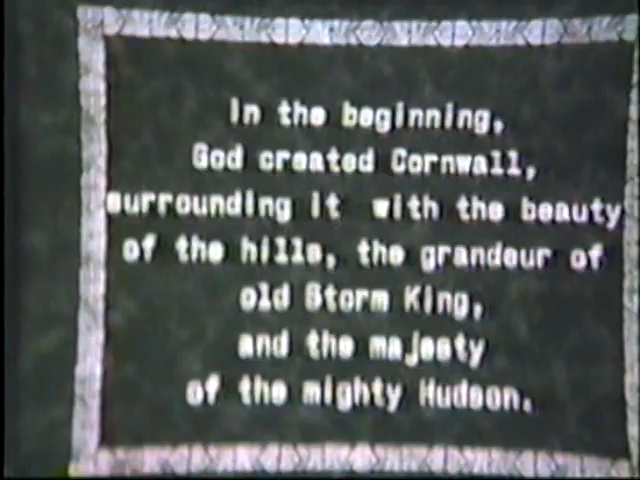 In the beginning,
God created Cornwall,
surrounding it with the beauty
of the hills, the grandeur of
old Storm King,
and the majesty
of the mighty Hudson.